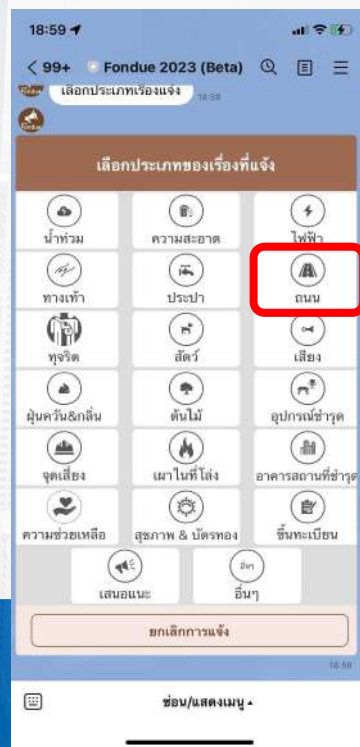 18:59
< 99+ Fondue 2023 (Beta)
เลือกประเภทเรื่องแจ้ง 18:58
เลือกประเภทของเรื่องที่แจ้ง
น้ำท่วม ความสะอาด ไฟฟ้า
ทางเท้า ประปา ถนน
ทุจริต สัตว์ เสียง
ฝุ่นควัน&กลิ่น ต้นไม้ อุปกรณ์ชำรุด
จุดเสี่ยง เผาในที่โล่ง อาคารสถานที่ชำรุด
ความช่วยเหลือ สุขภาพ & บัตรทอง ขึ้นทะเบียน
เสนอแนะ อื่นๆ
ยกเลิกการแจ้ง
18:58
ซ่อน/แสดงเมนู